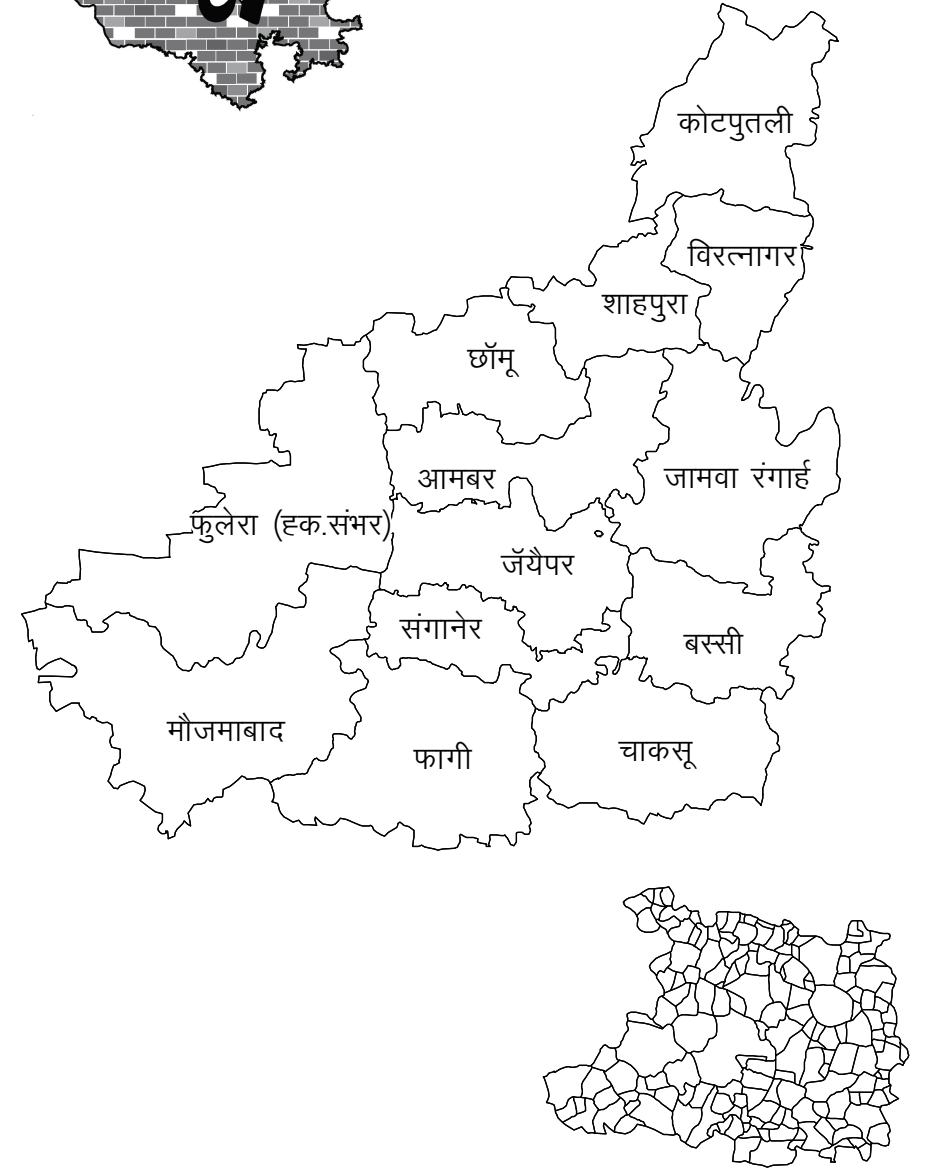 कोटपुतली
विरत्नागर
शाहपुरा
छॉमू
आमबर
जामवा रंगार्ह
फुलेरा (ह्क.संभर)
जॅयैपर
संगानेर
बस्सी
मौजमाबाद
फागी
चाकसू